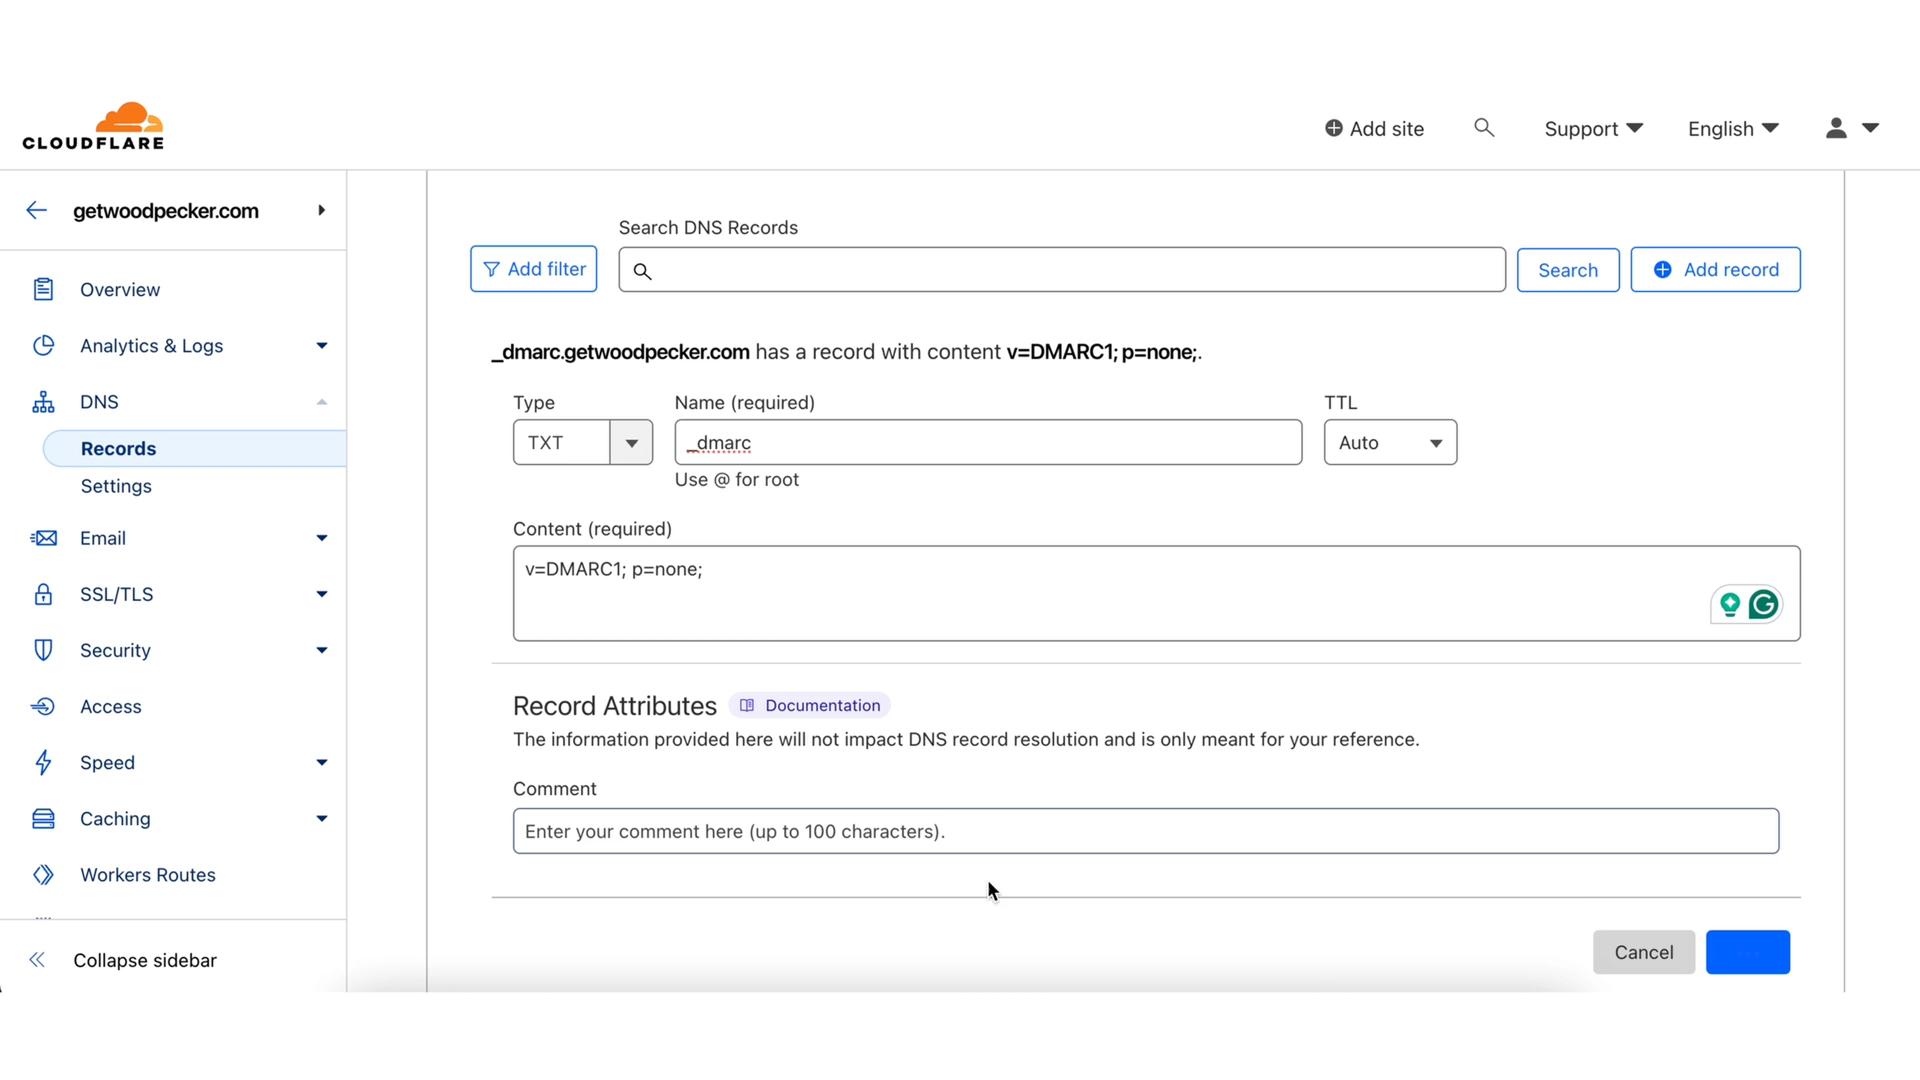 CLOUDFLARE
Add site
Support
English
getwoodpecker.com
Overview
Analytics & Logs
DNS
Records
Settings
Email
SSL/TLS
Security
Access
Speed
Caching
Workers Routes
Collapse sidebar
Search DNS Records
Add filter
Search
Add record
_dmarc.getwoodpecker.com has a record with content v=DMARC1; p=none;.
Type
Name (required)
TTL
TXT
_dmarc
Auto
Use @ for root
Content (required)
v=DMARC1; p=none;
Record Attributes
Documentation
The information provided here will not impact DNS record resolution and is only meant for your reference.
Comment
Enter your comment here (up to 100 characters).
Cancel